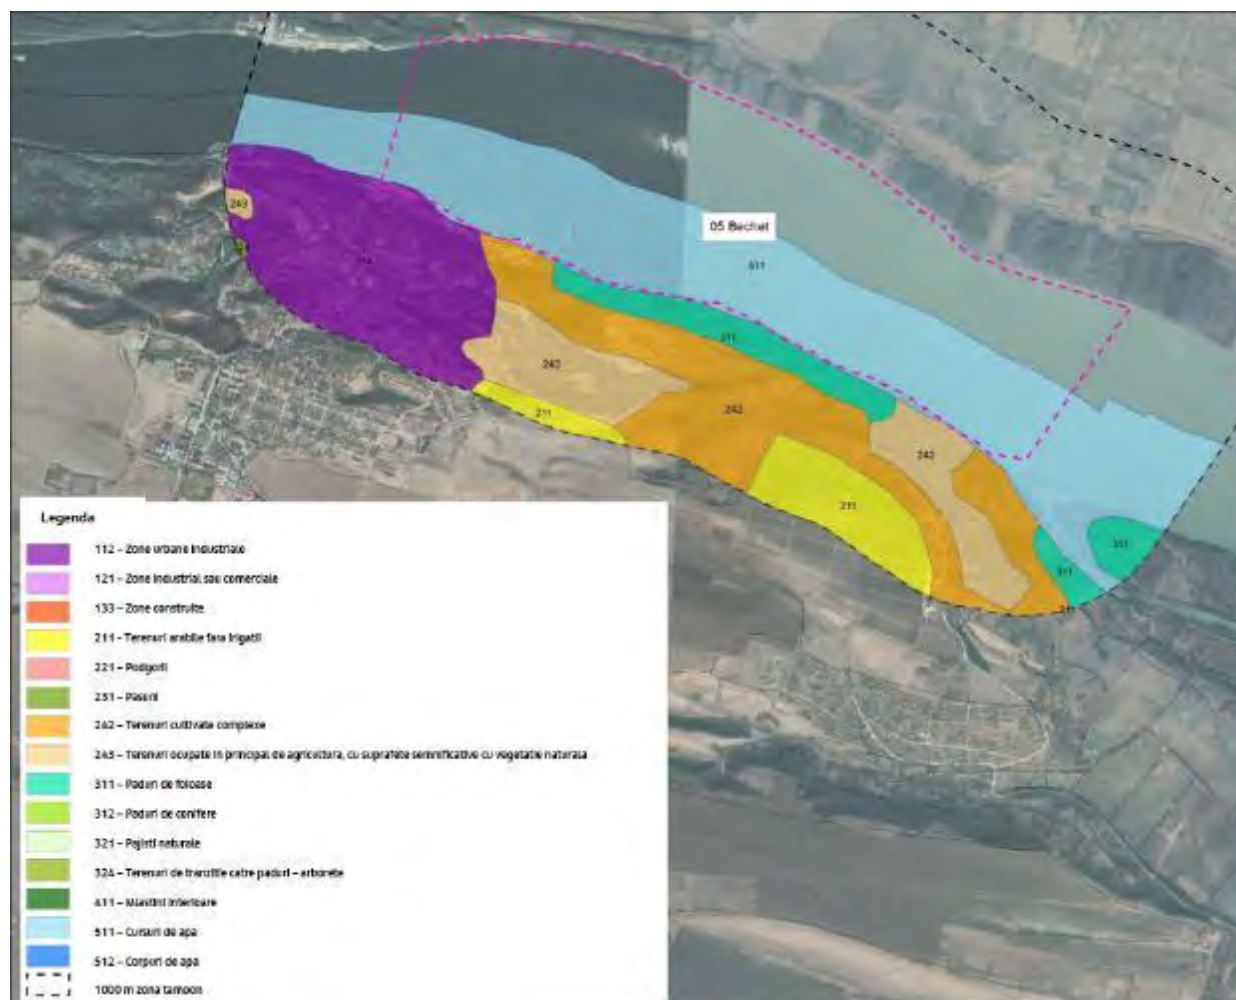 243
05 Bechet
511
311
243
242
211
243
211
311
311
Legenda
112 – Zone urbane industriale
121 – Zone industrial sau comerciale
133 – Zone construite
211 – Terenuri arabile fara irigatii
221 – Podgorii
231 – Pasuni
242 – Terenuri cultivate complexe
243 – Terenuri ocupate in principal de agricultura, cu suprafete semnificative cu vegetatie naturala
311 – Paduri de foioase
312 – Paduri de conifere
321 – Pajisti naturale
324 – Terenuri de tranzitie catre paduri – arborete
411 – Mlastini interioare
511 – Cursuri de apa
512 – Corpuri de apa
1000 m zona tampon